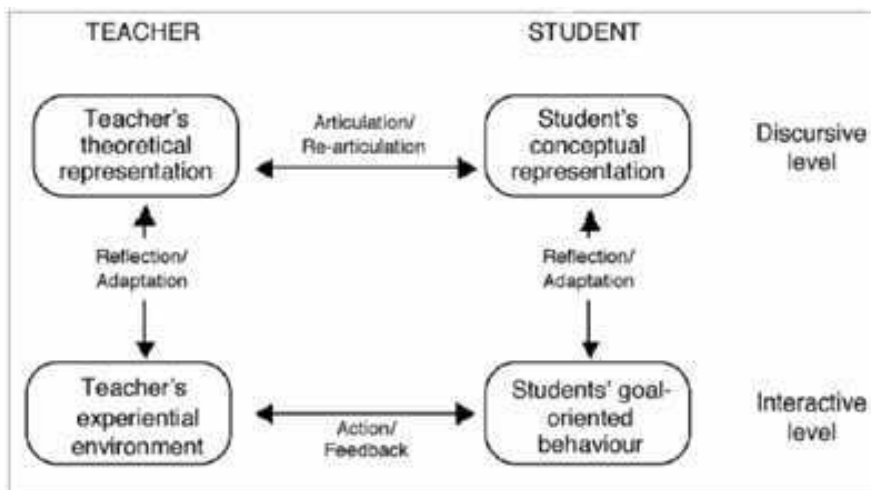 TEACHER
STUDENT
Teacher's
theoretical
representation
Articulation/
Re-articulation
Student's
conceptual
representation
Discursive
level
Reflection/
Adaptation
Reflection/
Adaptation
Teacher's
experiential
environment
Action/
Feedback
Students' goal-
oriented
behaviour
Interactive
level